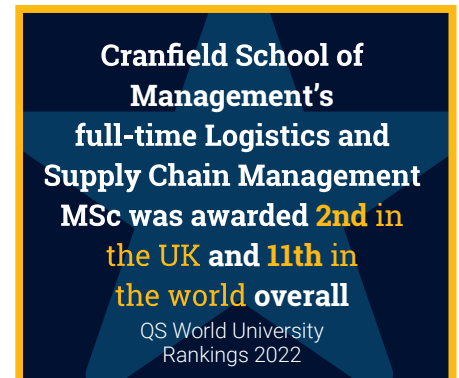 Cranfield School of
Management’s
full-time Logistics and
Supply Chain Management
MSc was awarded 2nd in
the UK and 11th in
the world overall
QS World University
Rankings 2022